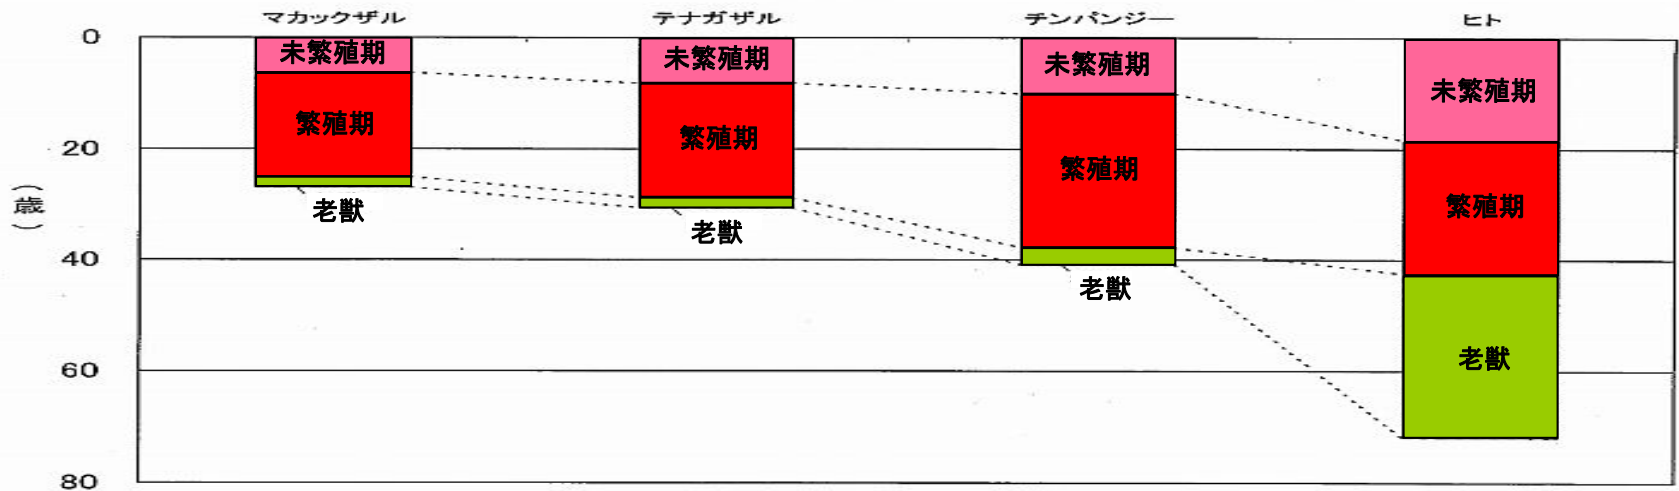 マカックザル
テナガザル
チンパンジー
ヒト
0
20
40
60
80
（歳）
未繁殖期
繁殖期
老獣
未繁殖期
繁殖期
老獣
未繁殖期
繁殖期
老獣
未繁殖期
繁殖期
老獣